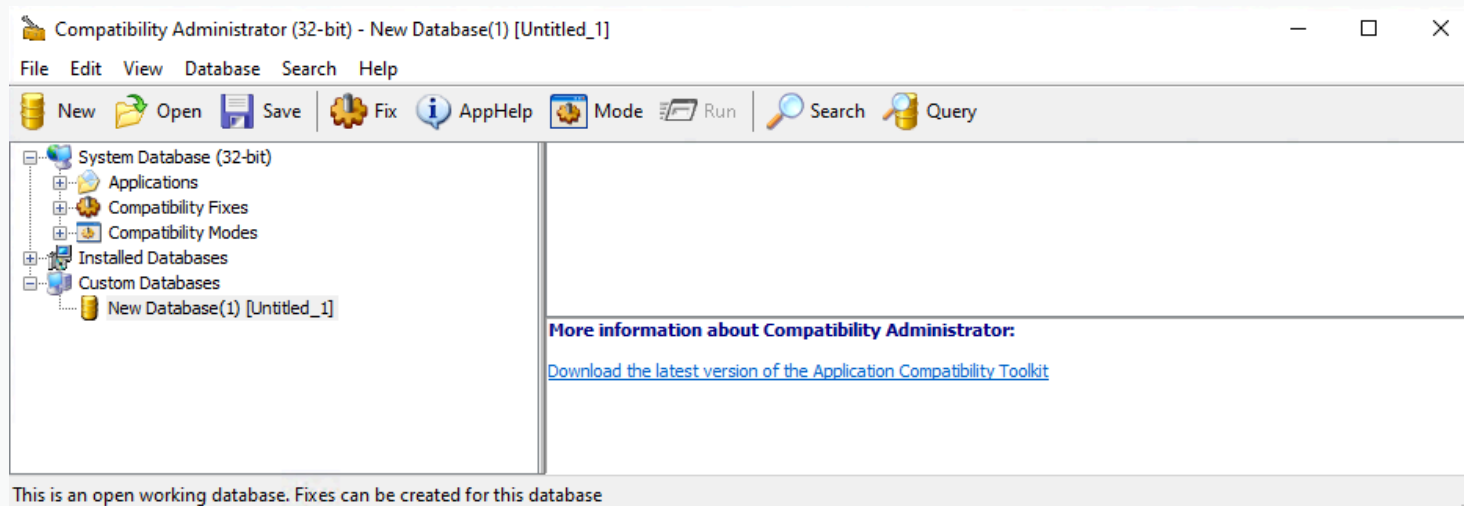 Compatibility Administrator (32-bit) - New Database(1) [Untitled_1]
File Edit View Database Search Help
New Open Save Fix AppHelp Mode Run Search Query
System Database (32-bit)
Applications
Compatibility Fixes
Compatibility Modes
Installed Databases
Custom Databases
New Database(1) [Untitled_1]
More information about Compatibility Administrator:
Download the latest version of the Application Compatibility Toolkit
This is an open working database. Fixes can be created for this database